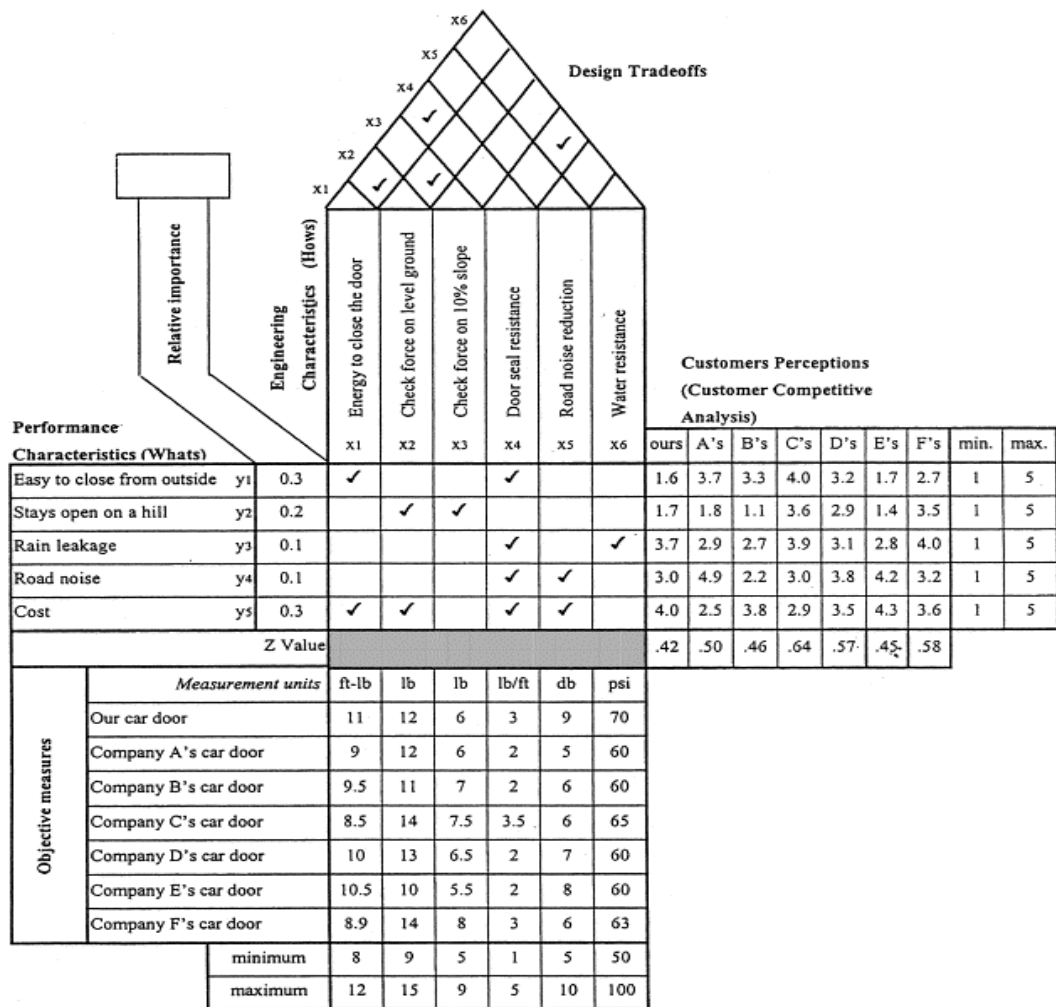 x6
x5
Design Tradeoffs
x4
✓
x3
✓
x2
✓ ✓
x1
Relative importance
Engineering
Characteristics (Hows)
Energy to close the door
Check force on level ground
Check force on 10% slope
Door seal resistance
Road noise reduction
Water resistance
Customers Perceptions
(Customer Competitive
Analysis)
Performance
Characteristics (Whats)
x1 x2 x3 x4 x5 x6 ours A's B's C's D's E's F's min. max.
Easy to close from outside y1 0.3 ✓ ✓ 1.6 3.7 3.3 4.0 3.2 1.7 2.7 1 5
Stays open on a hill y2 0.2 ✓ ✓ 1.7 1.8 1.1 3.6 2.9 1.4 3.5 1 5
Rain leakage y3 0.1 ✓ ✓ 3.7 2.9 2.7 3.9 3.1 2.8 4.0 1 5
Road noise y4 0.1 ✓ ✓ 3.0 4.9 2.2 3.0 3.8 4.2 3.2 1 5
Cost y5 0.3 ✓ ✓ ✓ ✓ 4.0 2.5 3.8 2.9 3.5 4.3 3.6 1 5
Z Value .42 .50 .46 .64 .57 .45 .58
Objective measures
Measurement units ft-lb lb lb lb/ft db psi
Our car door 11 12 6 3 9 70
Company A's car door 9 12 6 2 5 60
Company B's car door 9.5 11 7 2 6 60
Company C's car door 8.5 14 7.5 3.5 6 65
Company D's car door 10 13 6.5 2 7 60
Company E's car door 10.5 10 5.5 2 8 60
Company F's car door 8.9 14 8 3 6 63
minimum 8 9 5 1 5 50
maximum 12 15 9 5 10 100